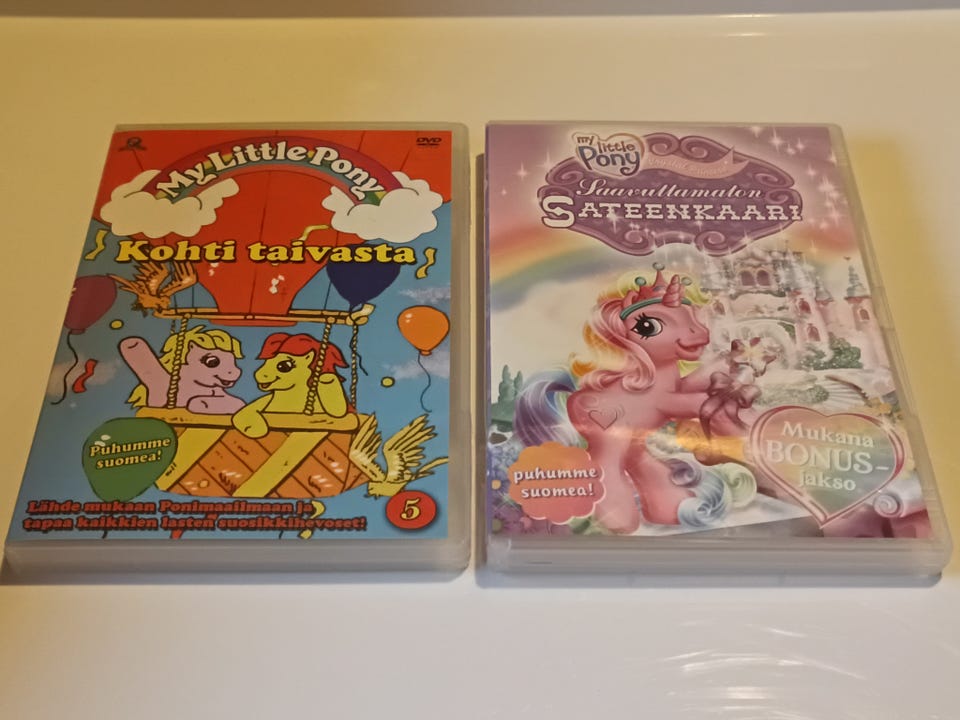 DVD
My Little Pony
Kohti taivasta
Puhumme
suomea!
Lähde mukaan Ponimaailmaan ja
tapaa kaikkien lasten suosikkihevoset!
5
my
little
Pony
Saavuttamaton
SATEENKAARI
puhumme
suomea!
Mukana
BONUS-
jakso